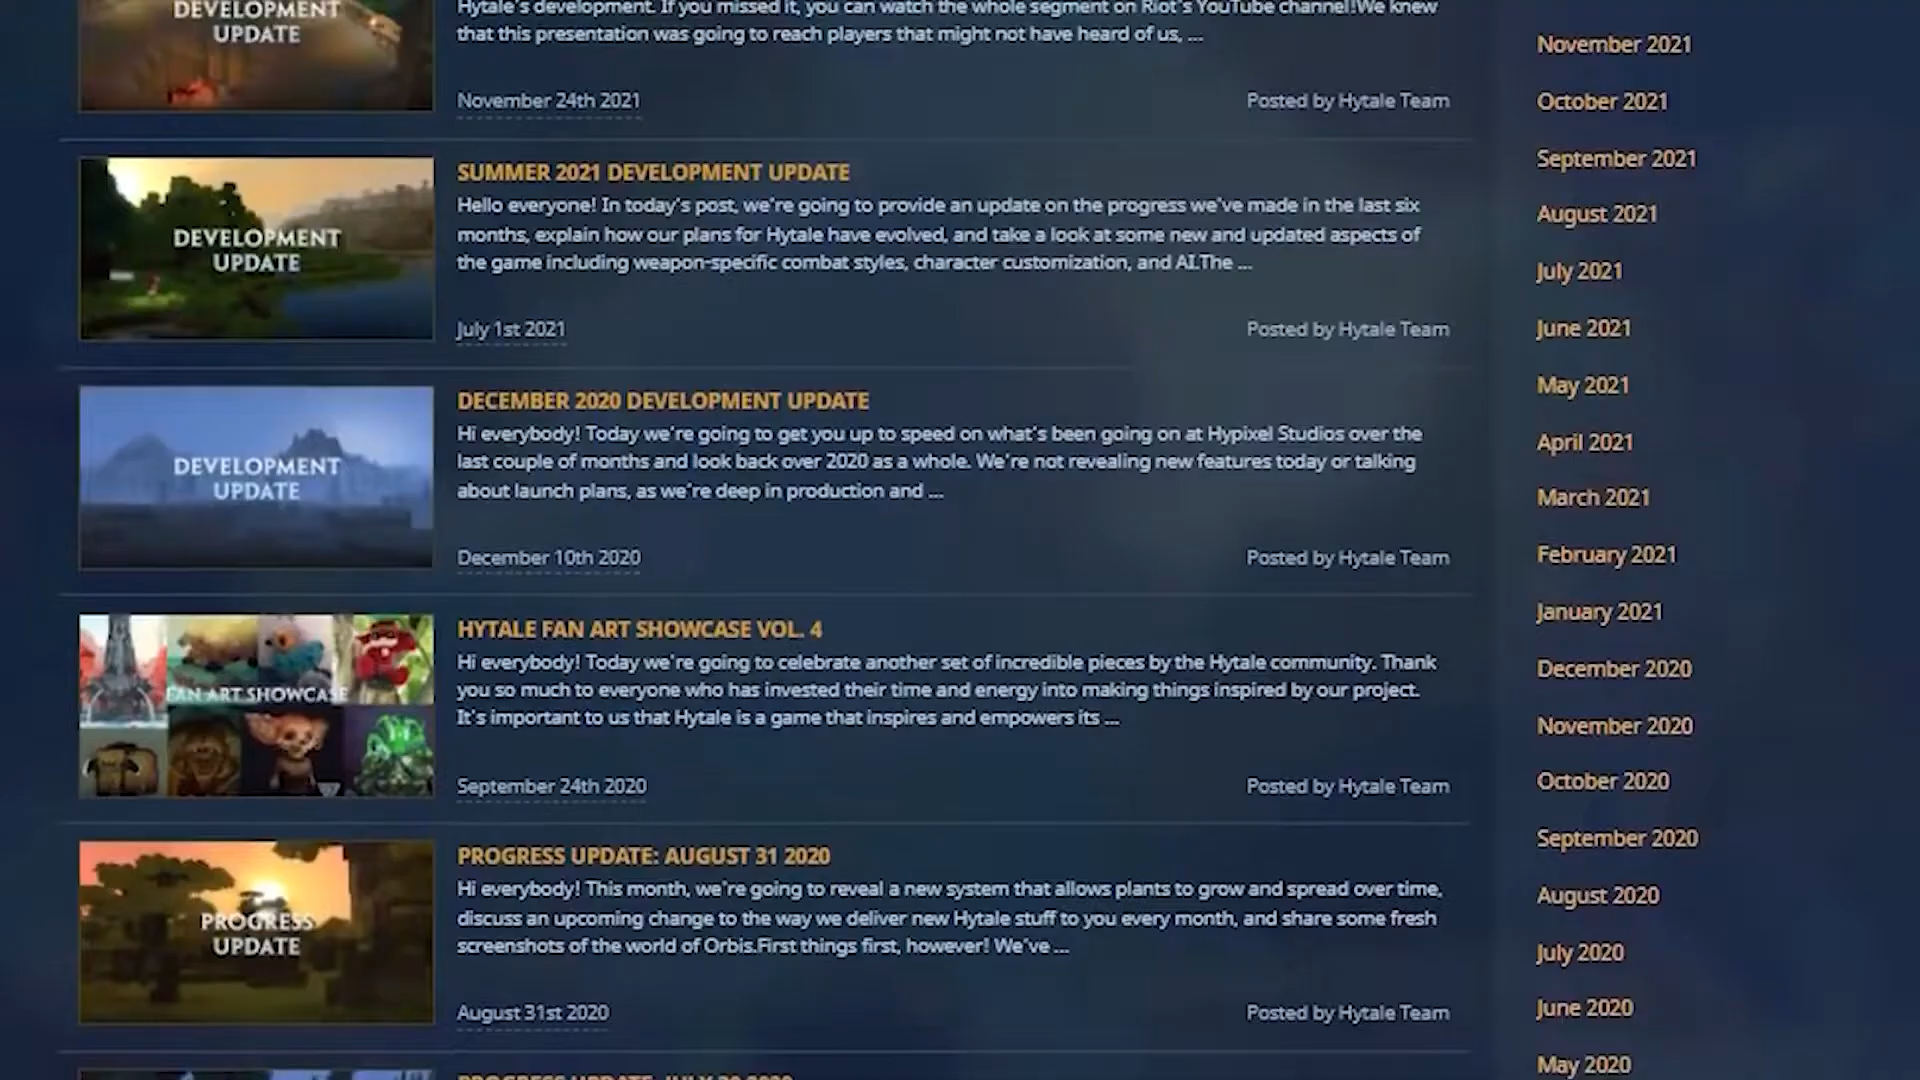 DEVELOPMENT
UPDATE
Hytale's development. If you missed it, you can watch the whole segment on Riot's YouTube channel!We knew
that this presentation was going to reach players that might not have heard of us, ...
November 24th 2021
Posted by Hytale Team
DEVELOPMENT
UPDATE
SUMMER 2021 DEVELOPMENT UPDATE
Hello everyone! In today's post, we're going to provide an update on the progress we've made in the last six
months, explain how our plans for Hytale have evolved, and take a look at some new and updated aspects of
the game including weapon-specific combat styles, character customization, and AI.The ...
July 1st 2021
Posted by Hytale Team
DEVELOPMENT
UPDATE
DECEMBER 2020 DEVELOPMENT UPDATE
Hi everybody! Today we're going to get you up to speed on what's been going on at Hypixel Studios over the
last couple of months and look back over 2020 as a whole. We're not revealing new features today or talking
about launch plans, as we're deep in production and ...
December 10th 2020
Posted by Hytale Team
FAN ART SHOWCASE
HYTALE FAN ART SHOWCASE VOL. 4
Hi everybody! Today we're going to celebrate another set of incredible pieces by the Hytale community. Thank
you so much to everyone who has invested their time and energy into making things inspired by our project.
It's important to us that Hytale is a game that inspires and empowers its ...
September 24th 2020
Posted by Hytale Team
PROGRESS
UPDATE
PROGRESS UPDATE: AUGUST 31 2020
Hi everybody! This month, we're going to reveal a new system that allows plants to grow and spread over time,
discuss an upcoming change to the way we deliver new Hytale stuff to you every month, and share some fresh
screenshots of the world of Orbis.First things first, however! We've ...
August 31st 2020
Posted by Hytale Team
November 2021
October 2021
September 2021
August 2021
July 2021
June 2021
May 2021
April 2021
March 2021
February 2021
January 2021
December 2020
November 2020
October 2020
September 2020
August 2020
July 2020
June 2020
May 2020